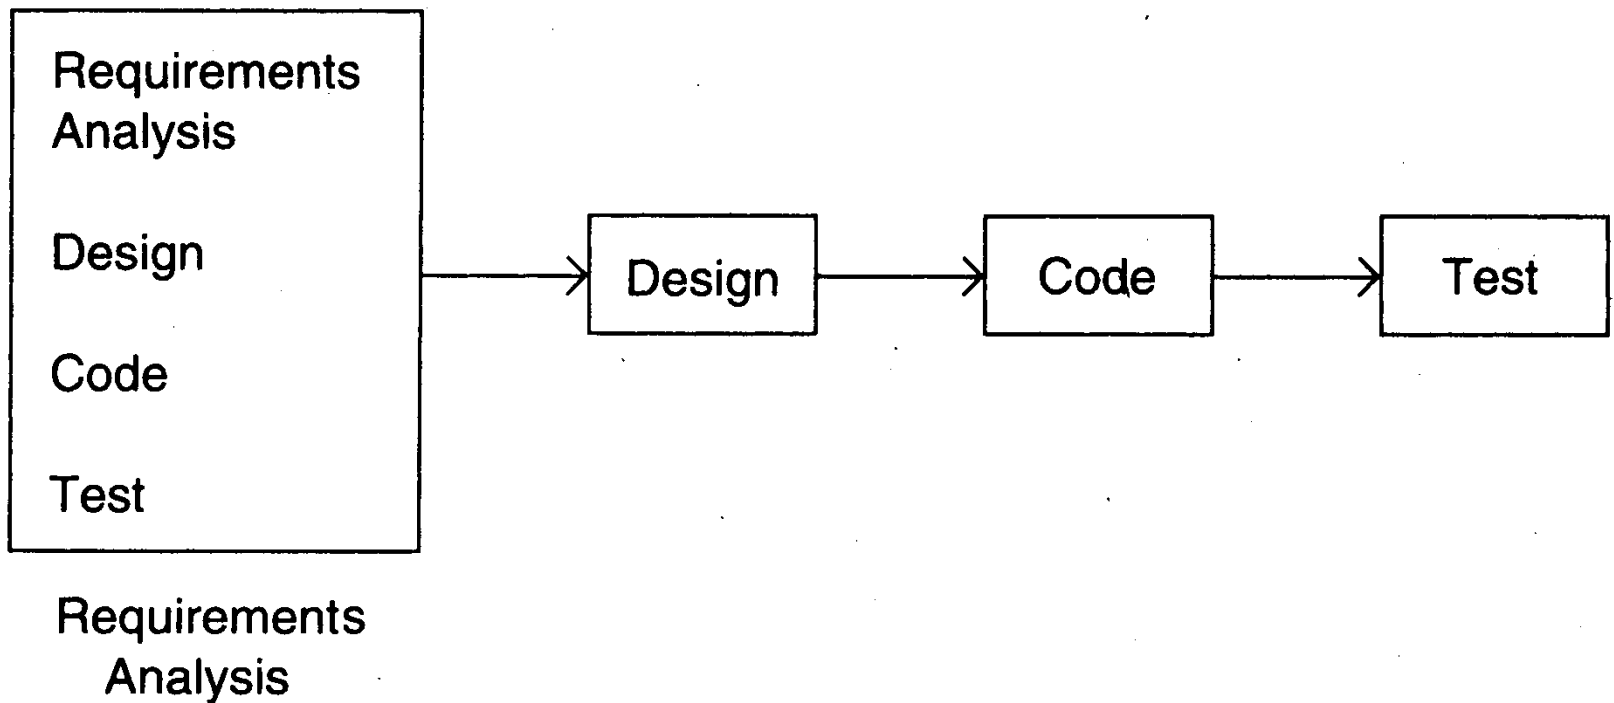 Requirements
Analysis
Design
Code
Test
Requirements
Analysis
Design
Code
Test